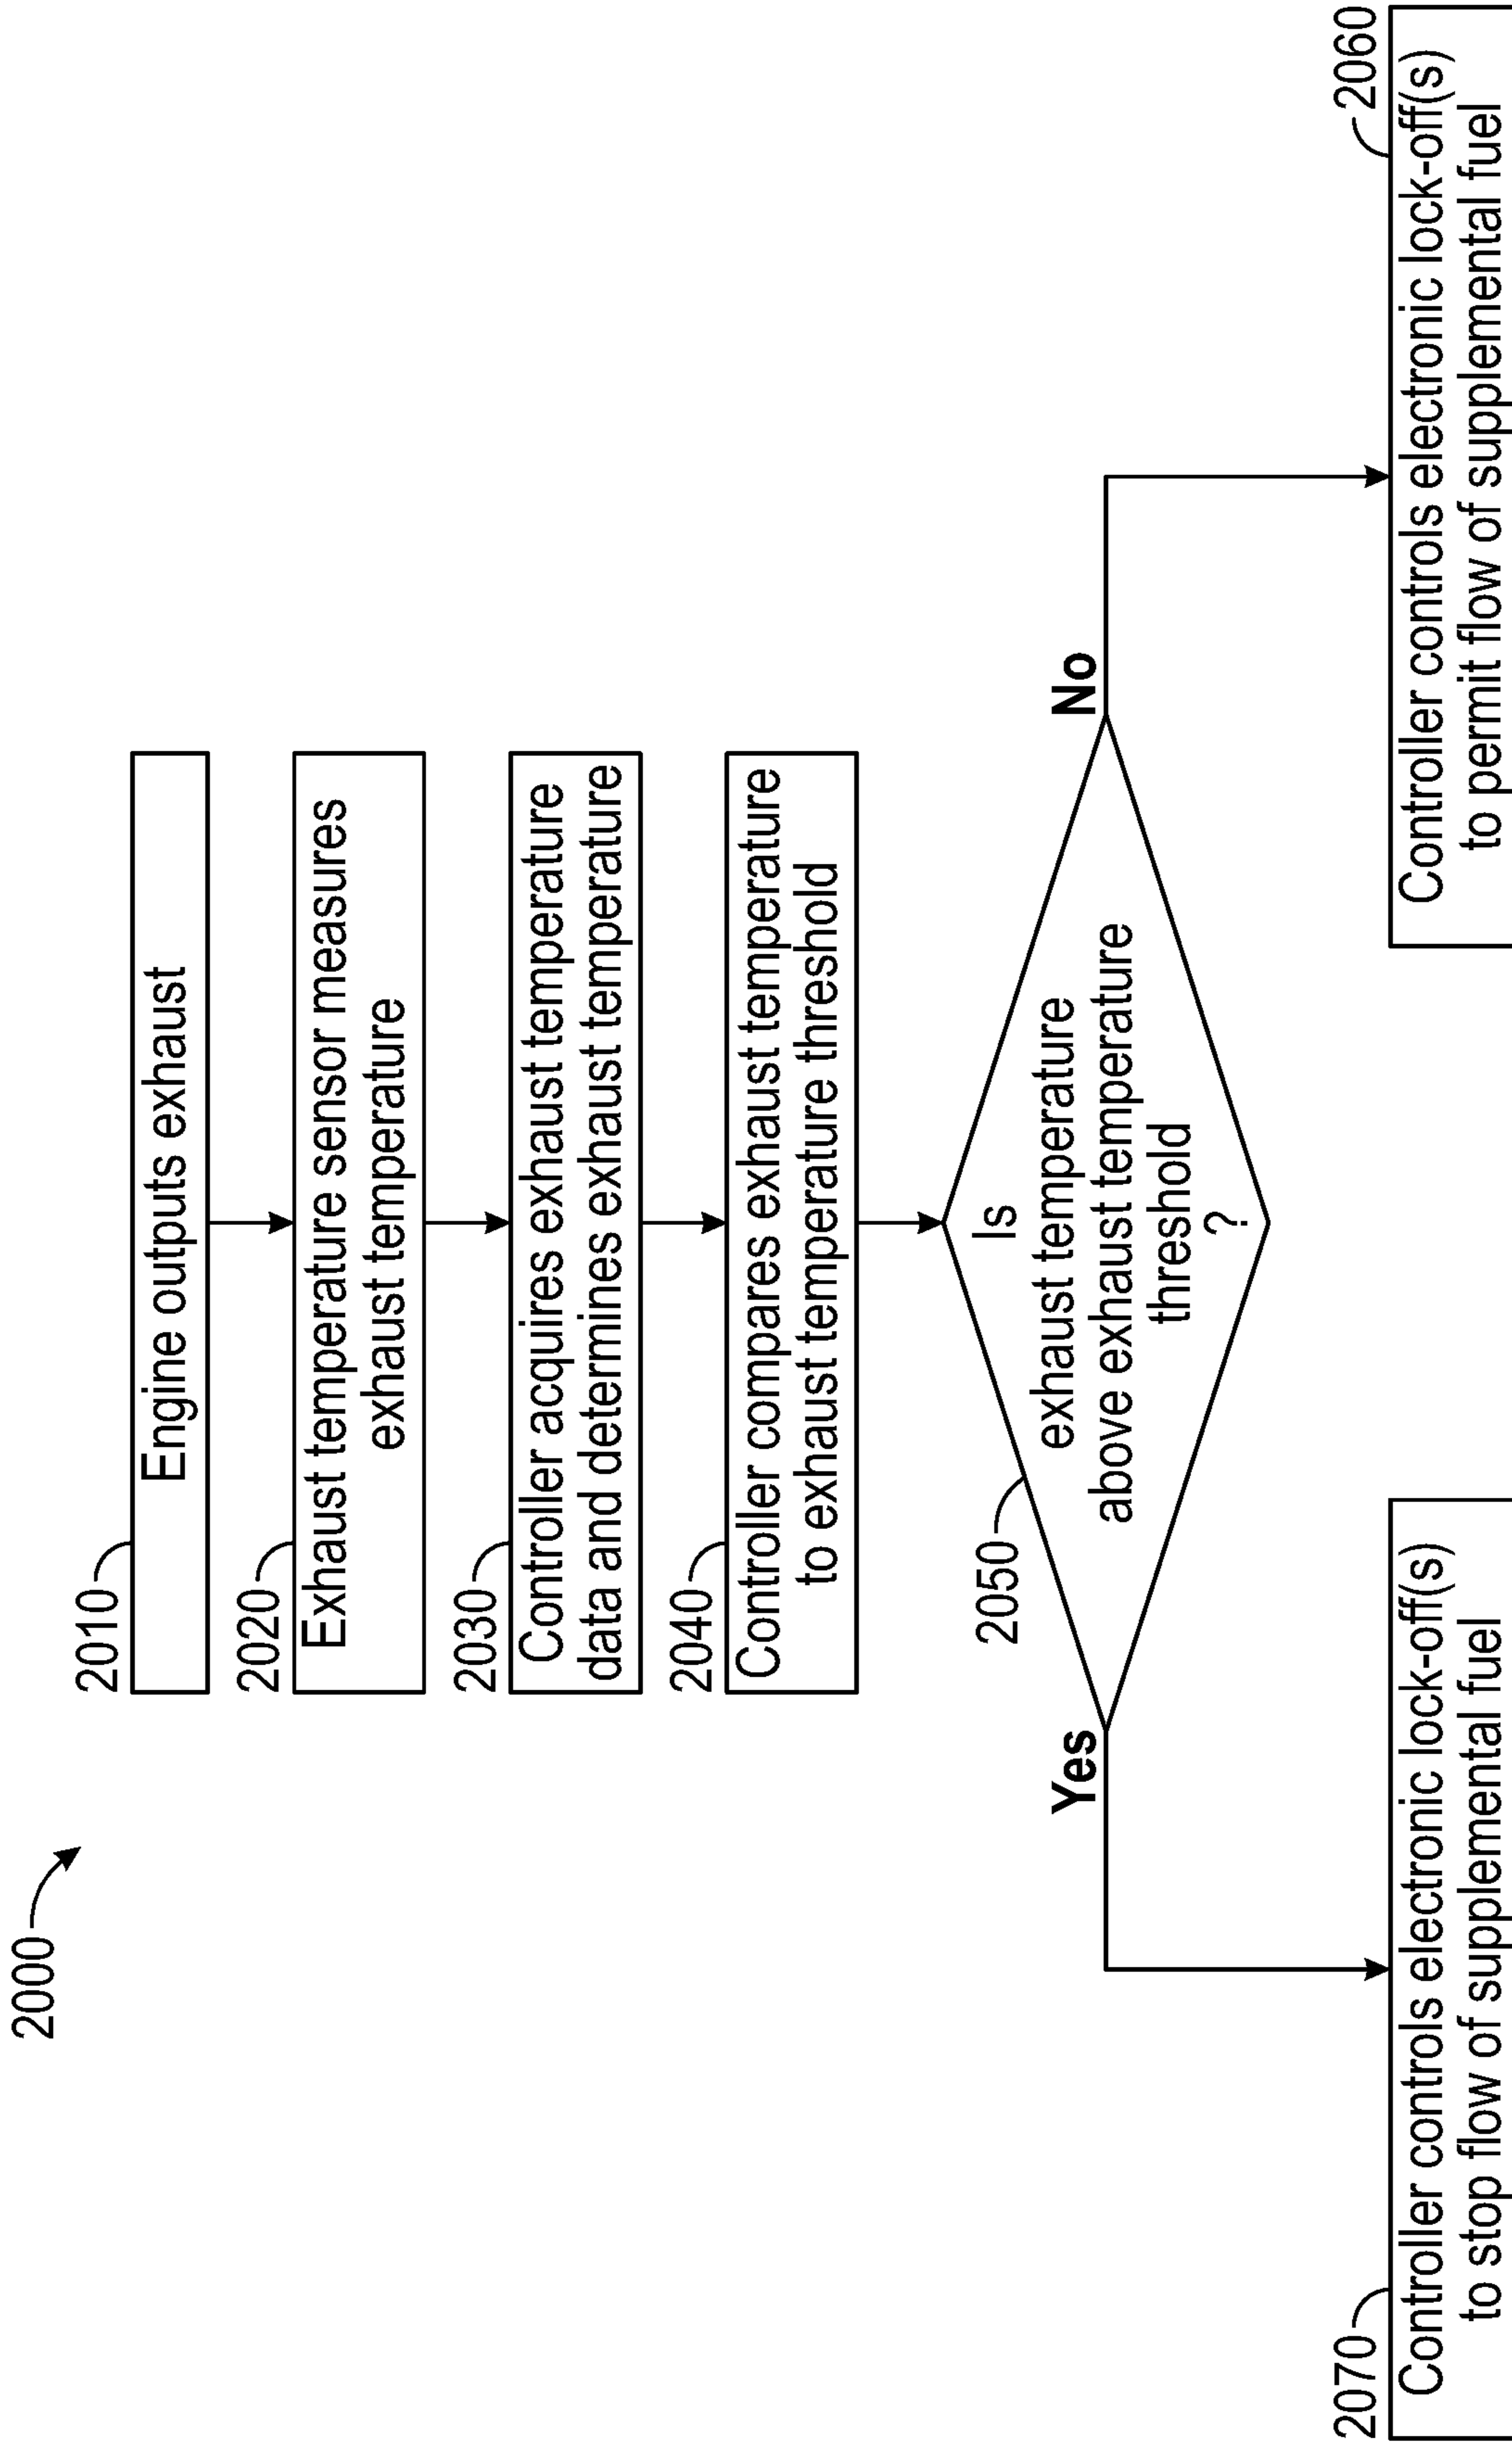 2000
2010
Engine outputs exhaust
2020
Exhaust temperature sensor measures
exhaust temperature
2030
Controller acquires exhaust temperature
data and determines exhaust temperature
2040
Controller compares exhaust temperature
to exhaust temperature threshold
2050
Is
exhaust temperature
above exhaust temperature
threshold
?
Yes
No
2070
Controller controls electronic lock-off(s)
to stop flow of supplemental fuel
2060
Controller controls electronic lock-off(s)
to permit flow of supplemental fuel